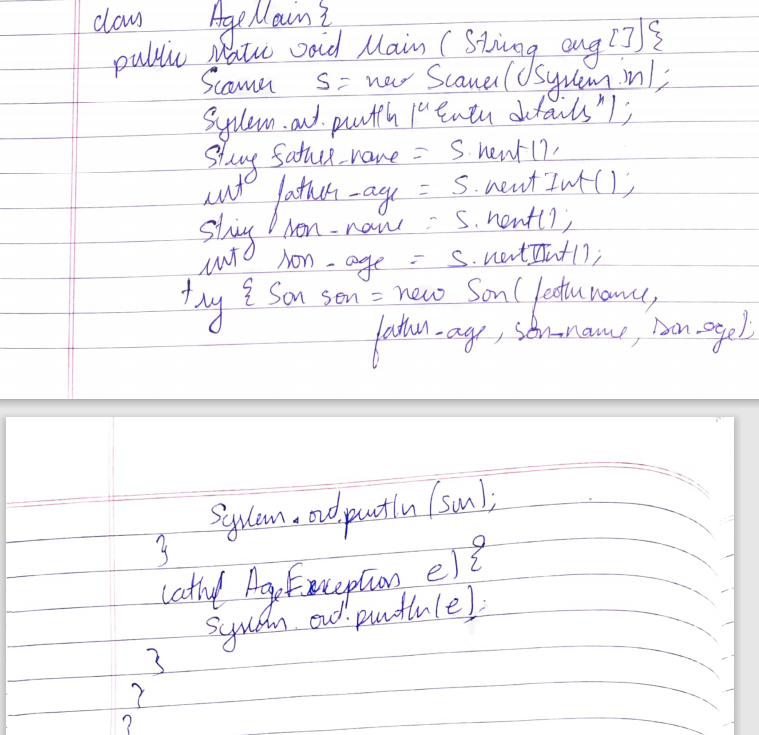 class AgeMain {
public static void Main ( String arg []) {
Scanner s = new Scanner(System.in);
System.out.println ("Enter details");
String father_name = s.next();
int father_age = s.nextInt();
String son_name = s.next();
int son_age = s.nextInt();
try { Son son = new Son( fathername,
father_age, son_name, son_age);
System.out.println (son);
}
catch( AgeException e) {
System.out.println(e);
}
}
}